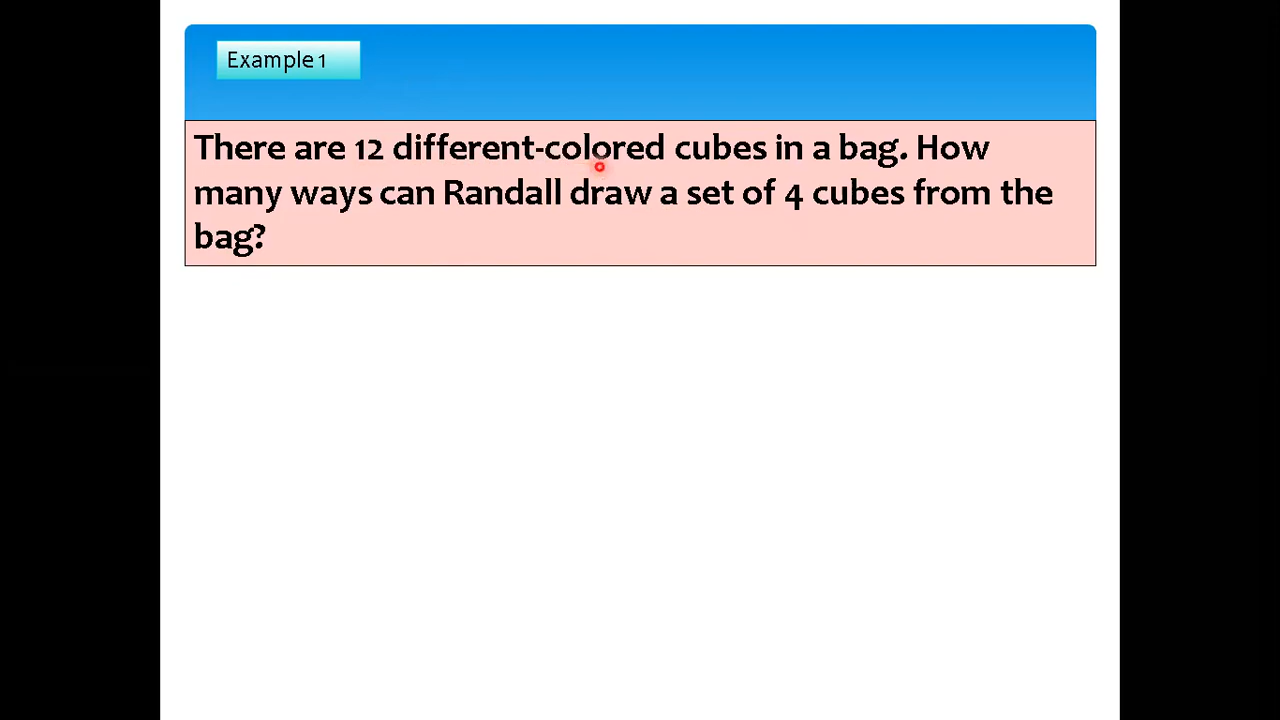 Example 1
There are 12 different-colored cubes in a bag. How
many ways can Randall draw a set of 4 cubes from the
bag?